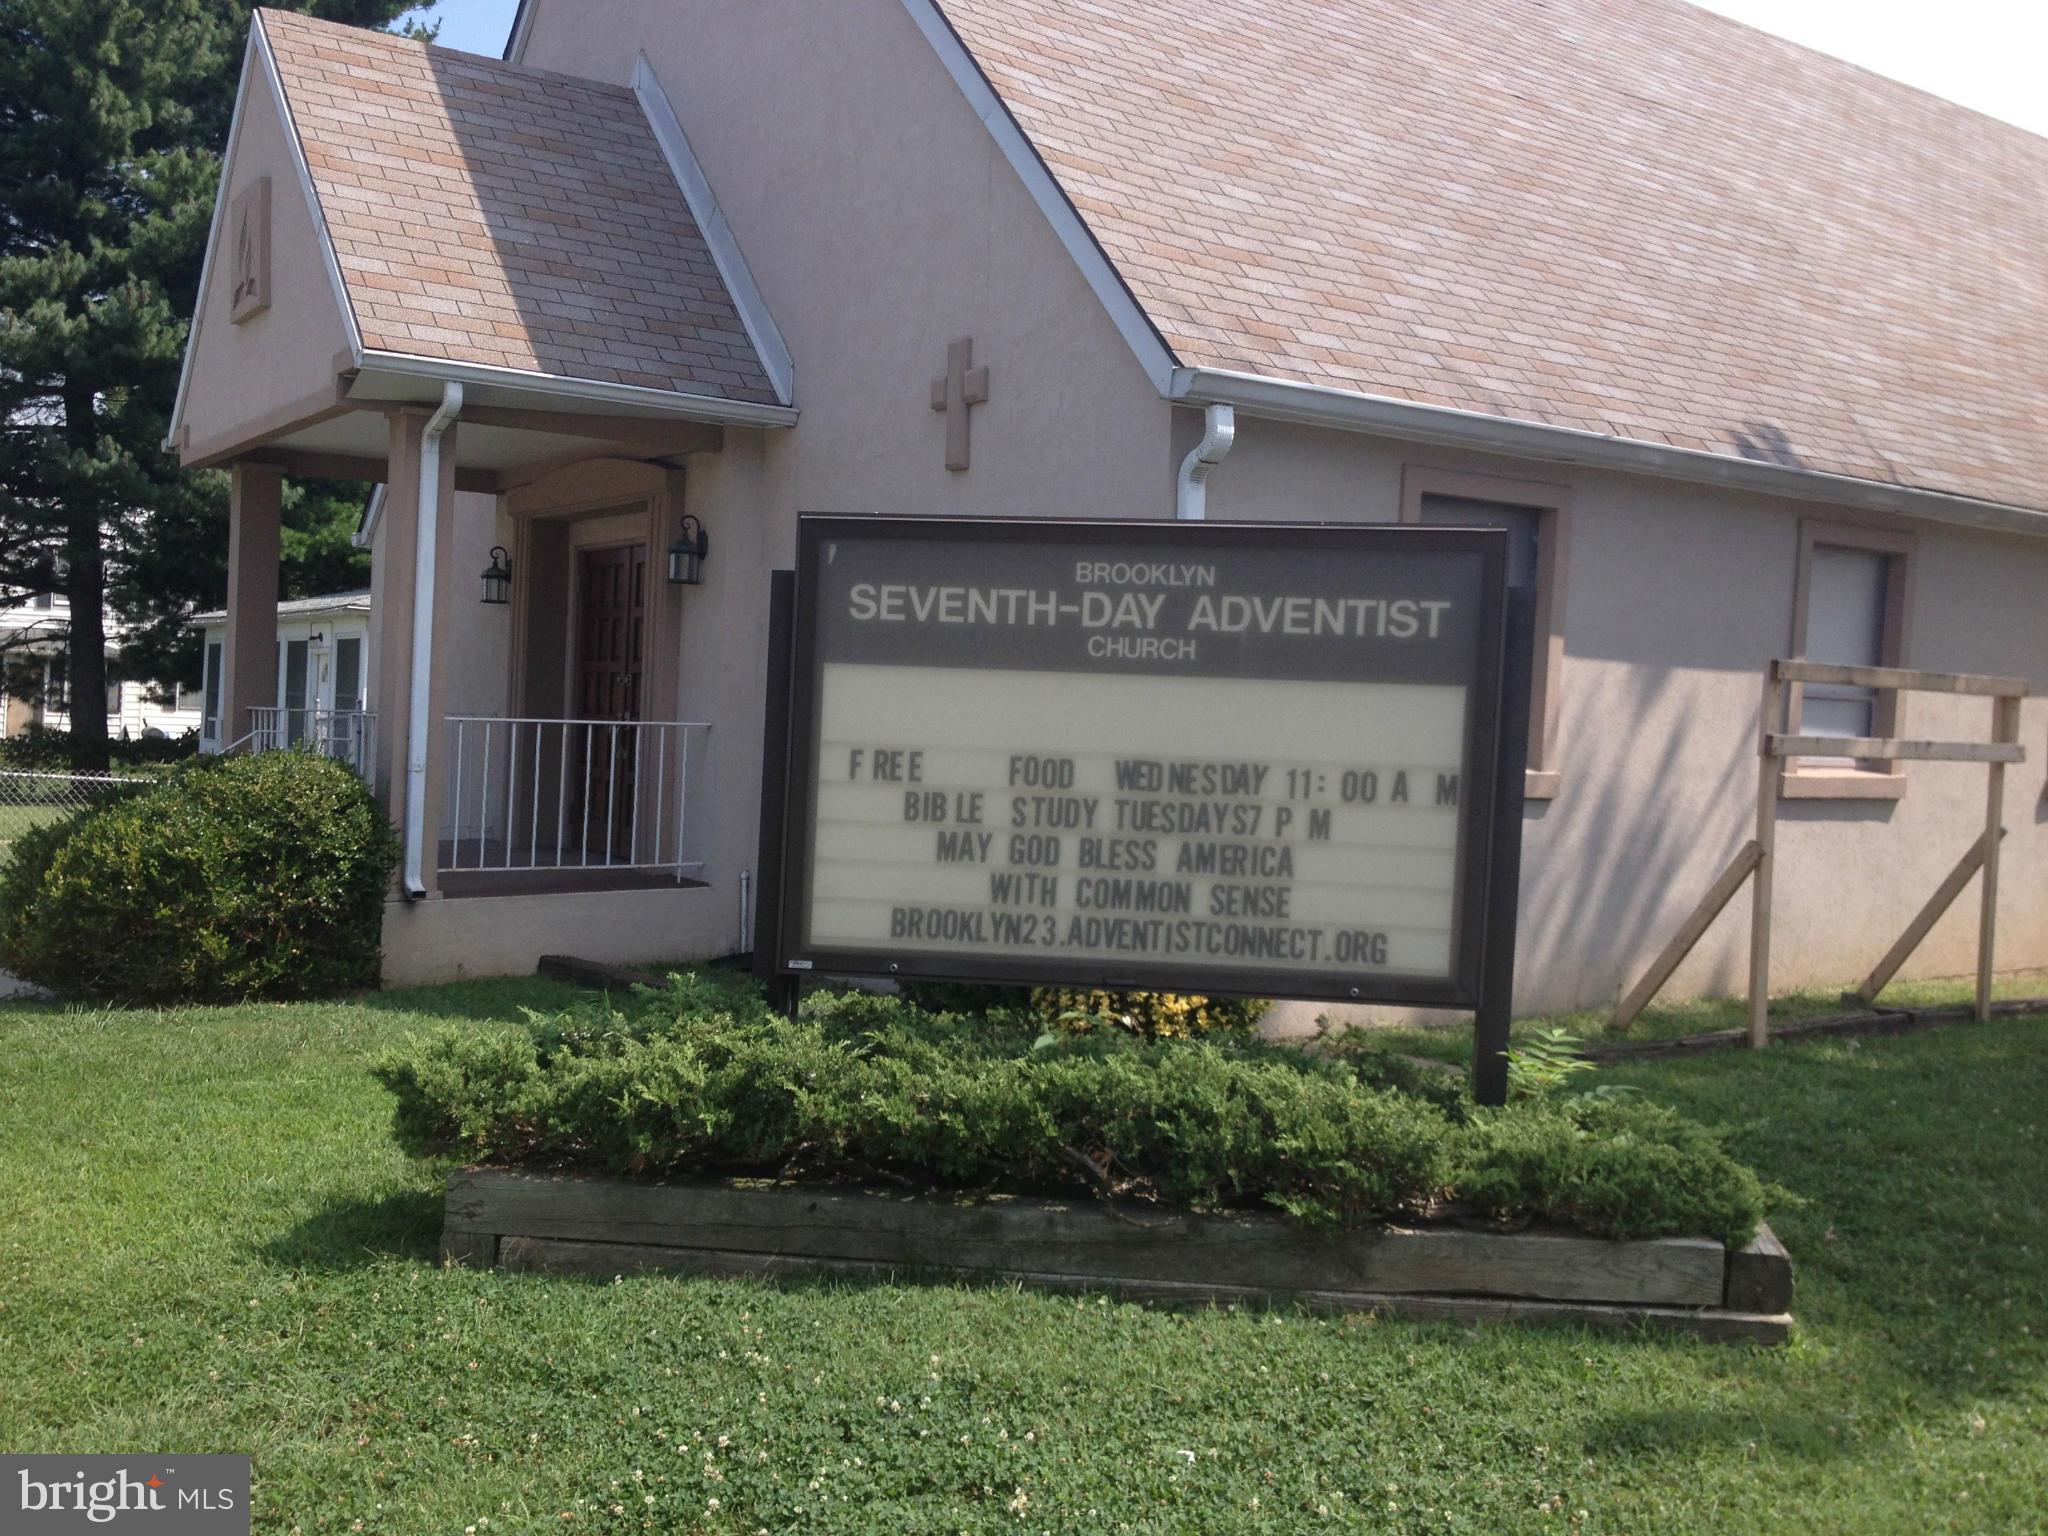 BROOKLYN
SEVENTH-DAY ADVENTIST
CHURCH
FREE FOOD WEDNESDAY 11:00 A M
BIBLE STUDY TUESDAYS7 P M
MAY GOD BLESS AMERICA
WITH COMMON SENSE
BROOKLYN23.ADVENTISTCONNECT.ORG
bright™ MLS